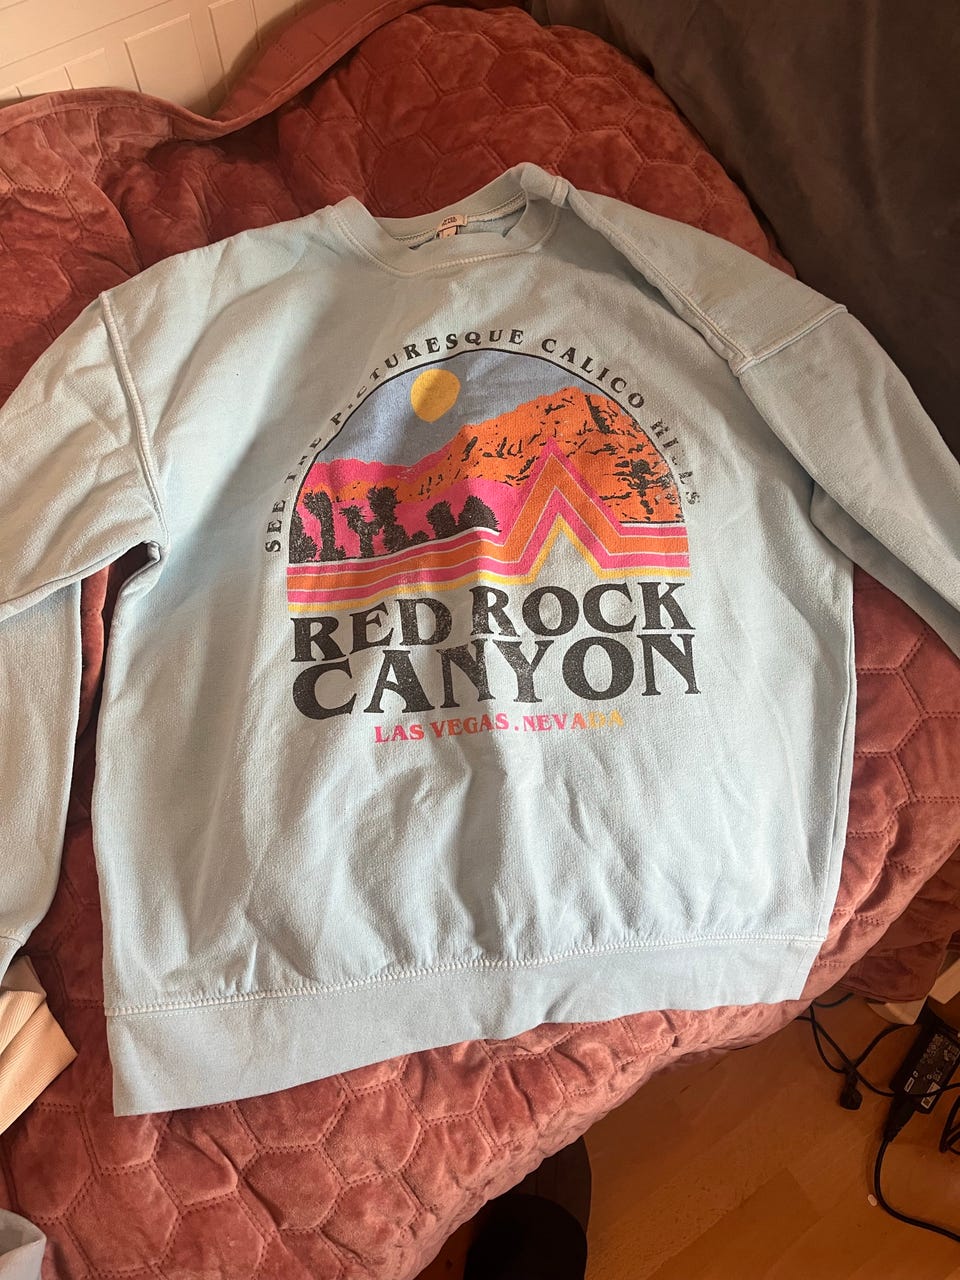 SEE THE PICTURESQUE CALICO HILLS
RED ROCK
CANYON
LAS VEGAS . NEVADA